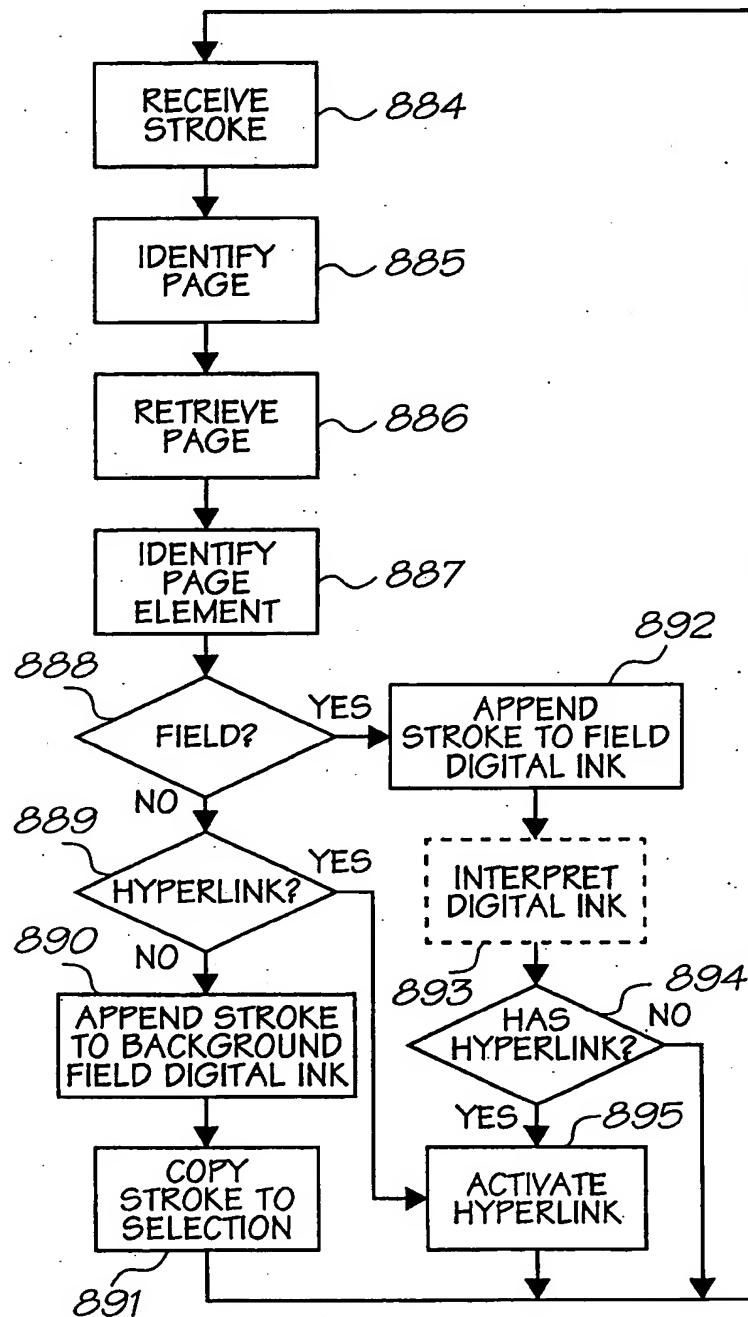 RECEIVE
STROKE
884
IDENTIFY
PAGE
885
RETRIEVE
PAGE
886
IDENTIFY
PAGE
ELEMENT
887
888
FIELD?
YES
NO
892
APPEND
STROKE TO FIELD
DIGITAL INK
889
HYPERLINK?
YES
NO
INTERPRET
DIGITAL INK
893
890
APPEND STROKE
TO BACKGROUND
FIELD DIGITAL INK
894
HAS
HYPERLINK?
NO
YES
895
COPY
STROKE TO
SELECTION
891
ACTIVATE
HYPERLINK